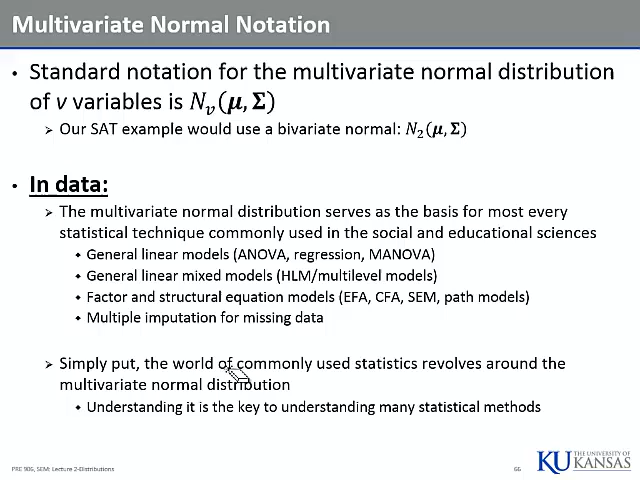 Multivariate Normal Notation
• Standard notation for the multivariate normal distribution
of v variables is N_v(μ, Σ)
➢ Our SAT example would use a bivariate normal: N₂(μ, Σ)
• In data:
➢ The multivariate normal distribution serves as the basis for most every
statistical technique commonly used in the social and educational sciences
◆ General linear models (ANOVA, regression, MANOVA)
◆ General linear mixed models (HLM/multilevel models)
◆ Factor and structural equation models (EFA, CFA, SEM, path models)
◆ Multiple imputation for missing data
➢ Simply put, the world of commonly used statistics revolves around the
multivariate normal distribution
◆ Understanding it is the key to understanding many statistical methods
PRE 906, SEM: Lecture 2-Distributions
66
KU THE UNIVERSITY OF
KANSAS